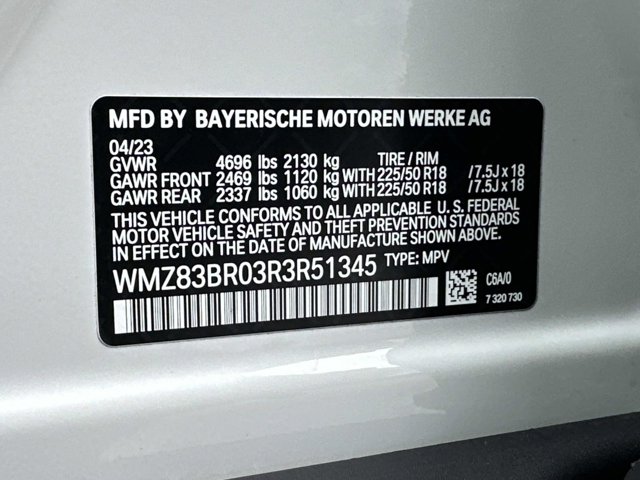 MFD BY BAYERISCHE MOTOREN WERKE AG
04/23
GVWR 4696 lbs 2130 kg TIRE / RIM
GAWR FRONT 2469 lbs 1120 kg WITH 225/50 R18 / 7.5J x 18
GAWR REAR 2337 lbs 1060 kg WITH 225/50 R18 / 7.5J x 18
THIS VEHICLE CONFORMS TO ALL APPLICABLE U. S. FEDERAL
MOTOR VEHICLE SAFETY AND THEFT PREVENTION STANDARDS
IN EFFECT ON THE DATE OF MANUFACTURE SHOWN ABOVE.
WMZ83BR03R3R51345 TYPE: MPV
C6A/0
7 320 730